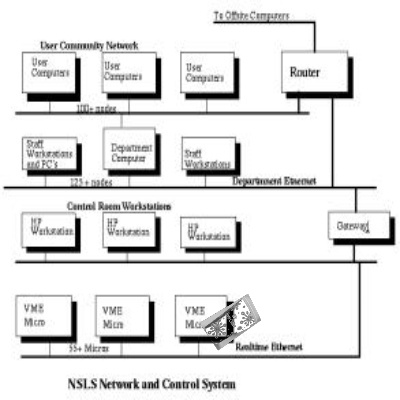 To Offsite Computers
User Community Network
User
Computers
User
Computers
User
Computers
Router
100+ nodes
Staff
Workstations
and PC's
Department
Computer
Staff
Workstations
125+ nodes
Department Ethernet
Control Room Workstations
HP
Workstation
HP
Workstation
HP
Workstation
Gateway
VME
Micro
VME
Micro
VME
Micro
55+ Micros
Realtime Ethernet
NSLS Network and Control System